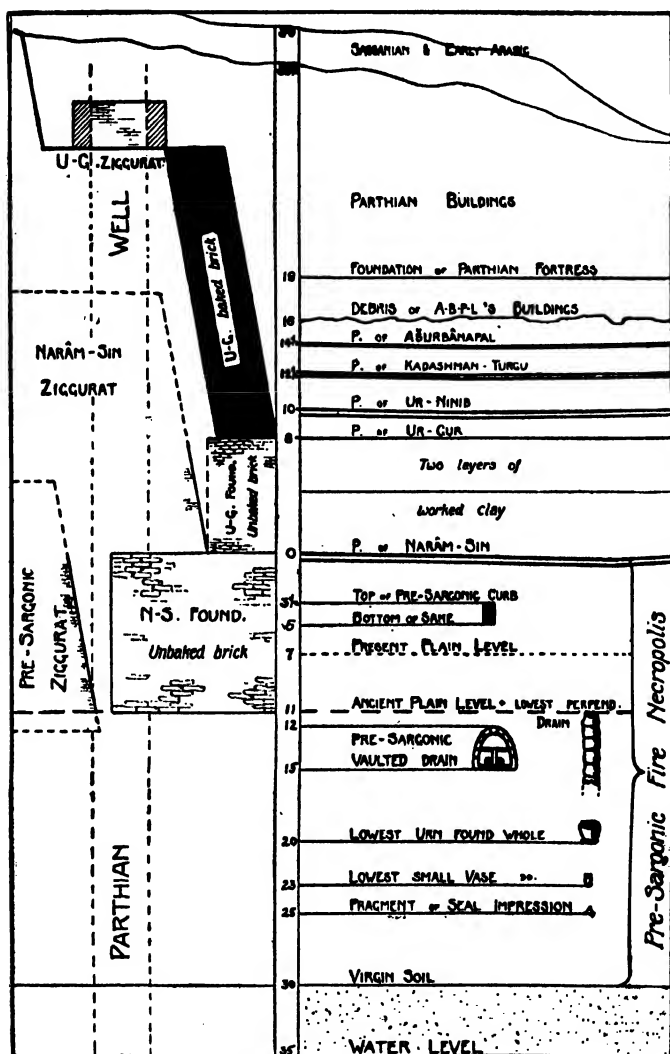 SASSANIAN & EARLY ARABIC
U-G. ZIGGURAT
WELL
U-G. baked brick
PARTHIAN BUILDINGS
FOUNDATION OF PARTHIAN FORTRESS
18
DEBRIS OF A-B-P-L'S BUILDINGS
16
P. OF AŠURBÂNAPAL
NARÂM-SIN
ZIGGURAT
P. OF KADASHMAN-TURGU
P. OF UR-NINIB
10
P. OF UR-GUR
8
U-G. FOUND.
Unbaked brick
Two layers of
worked clay
P. OF NARÂM-SIN
0
PRE-SARGONIC
ZIGGURAT
N-S. FOUND.
Unbaked brick
TOP OF PRE-SARGONIC CURB
BOTTOM OF SAME
5
PRESENT PLAIN LEVEL
7
ANCIENT PLAIN LEVEL + LOWEST PERPEND.
11
DRAIN
12
PRE-SARGONIC
VAULTED DRAIN
15
Pre-Sargonic Fire Necropolis
LOWEST URN FOUND WHOLE
20
LOWEST SMALL VASE DO.
23
FRAGMENT OF SEAL IMPRESSION
25
PARTHIAN
VIRGIN SOIL
30
WATER LEVEL
35